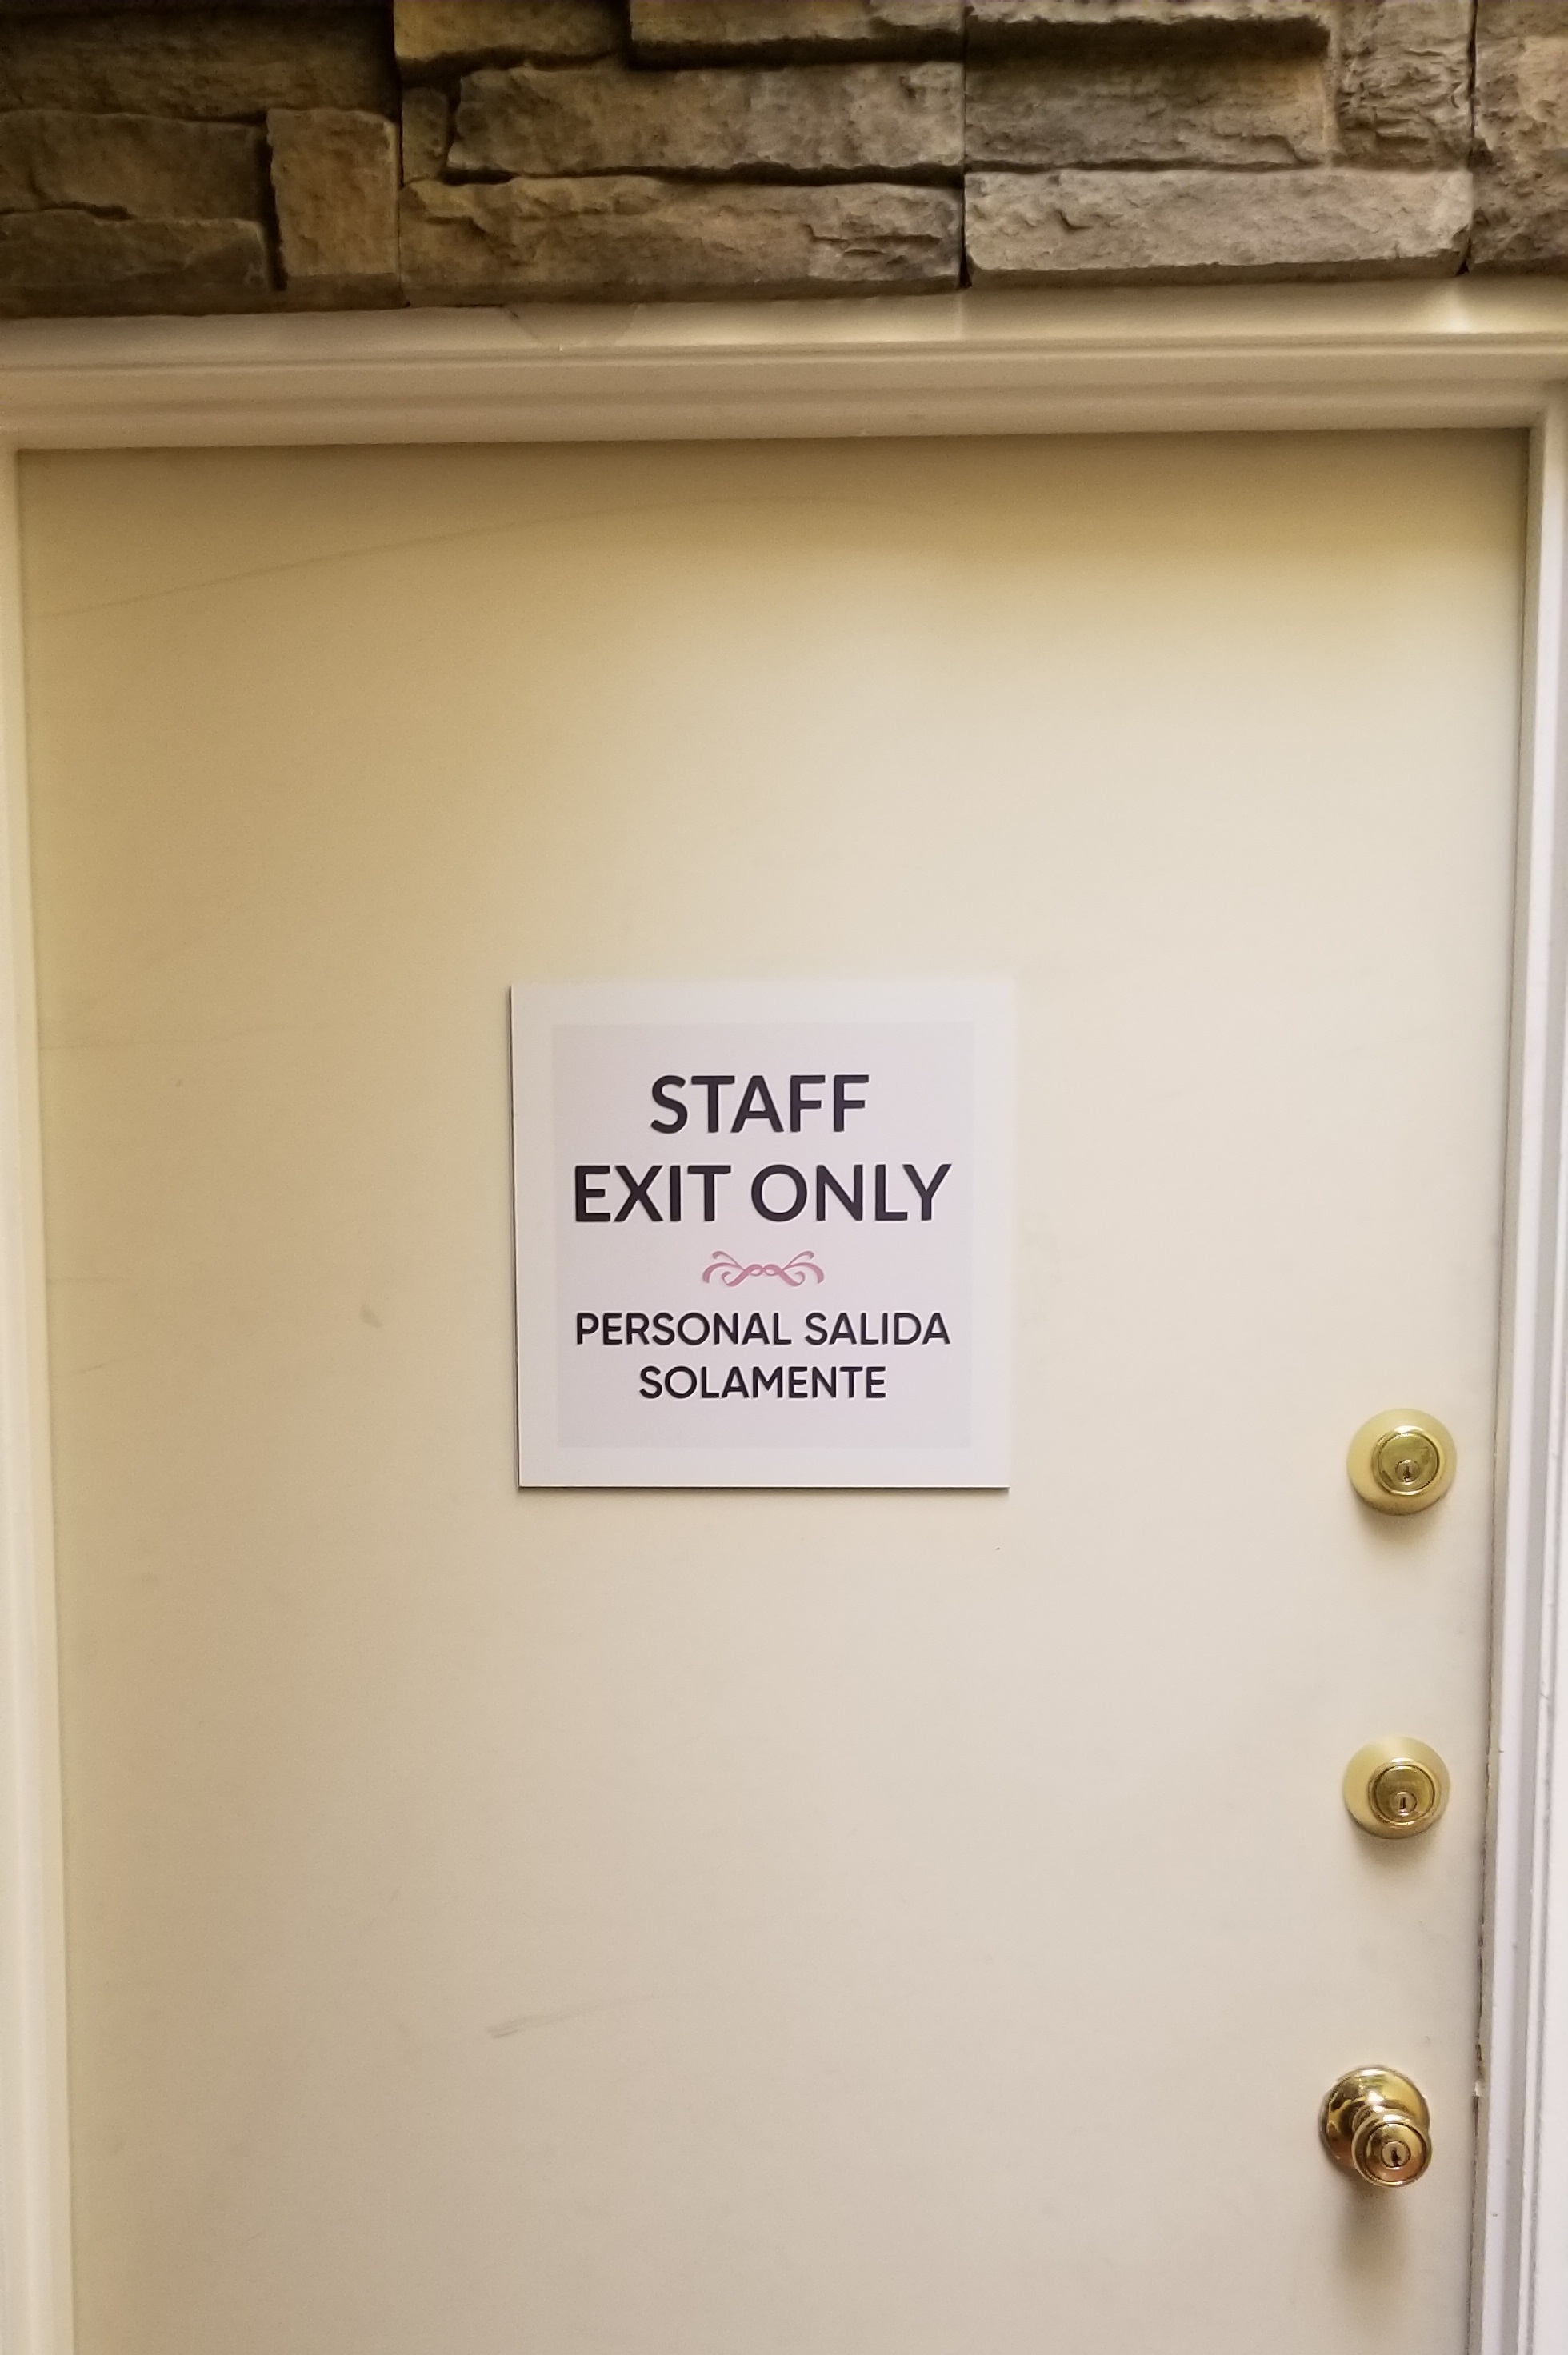 STAFF
EXIT ONLY
PERSONAL SALIDA
SOLAMENTE